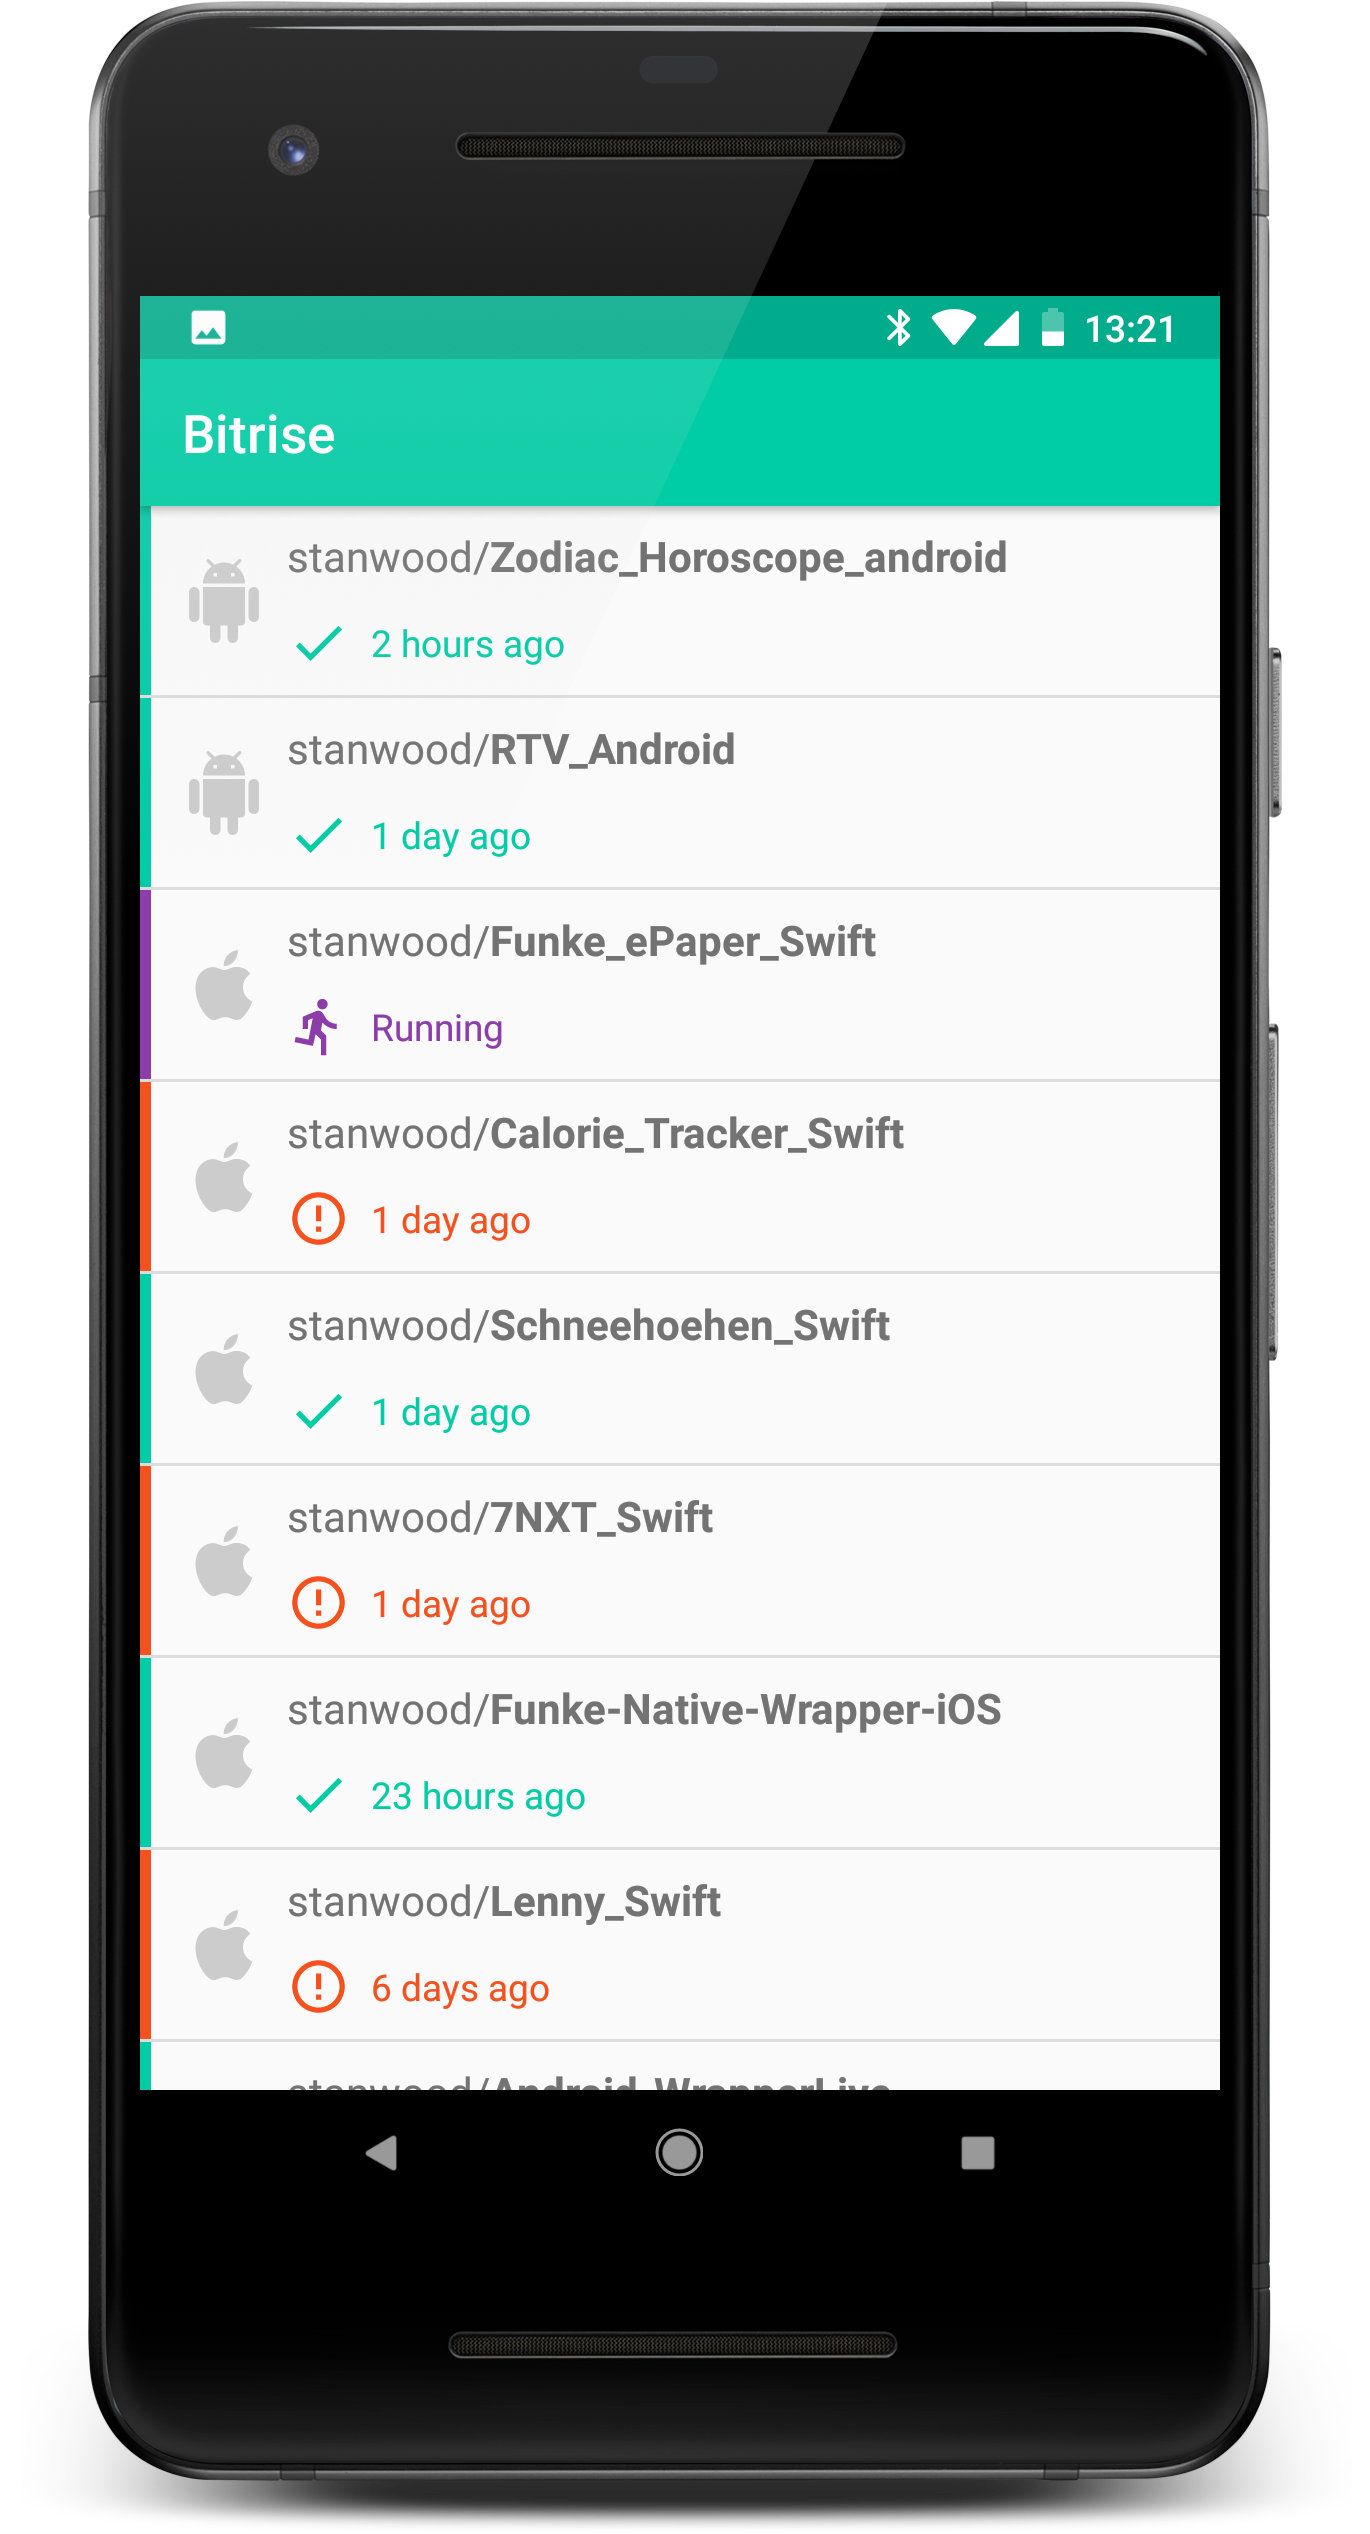 13:21
Bitrise
stanwood/Zodiac_Horoscope_android
2 hours ago
stanwood/RTV_Android
1 day ago
stanwood/Funke_ePaper_Swift
Running
stanwood/Calorie_Tracker_Swift
1 day ago
stanwood/Schneehoehen_Swift
1 day ago
stanwood/7NXT_Swift
1 day ago
stanwood/Funke-Native-Wrapper-iOS
23 hours ago
stanwood/Lenny_Swift
6 days ago